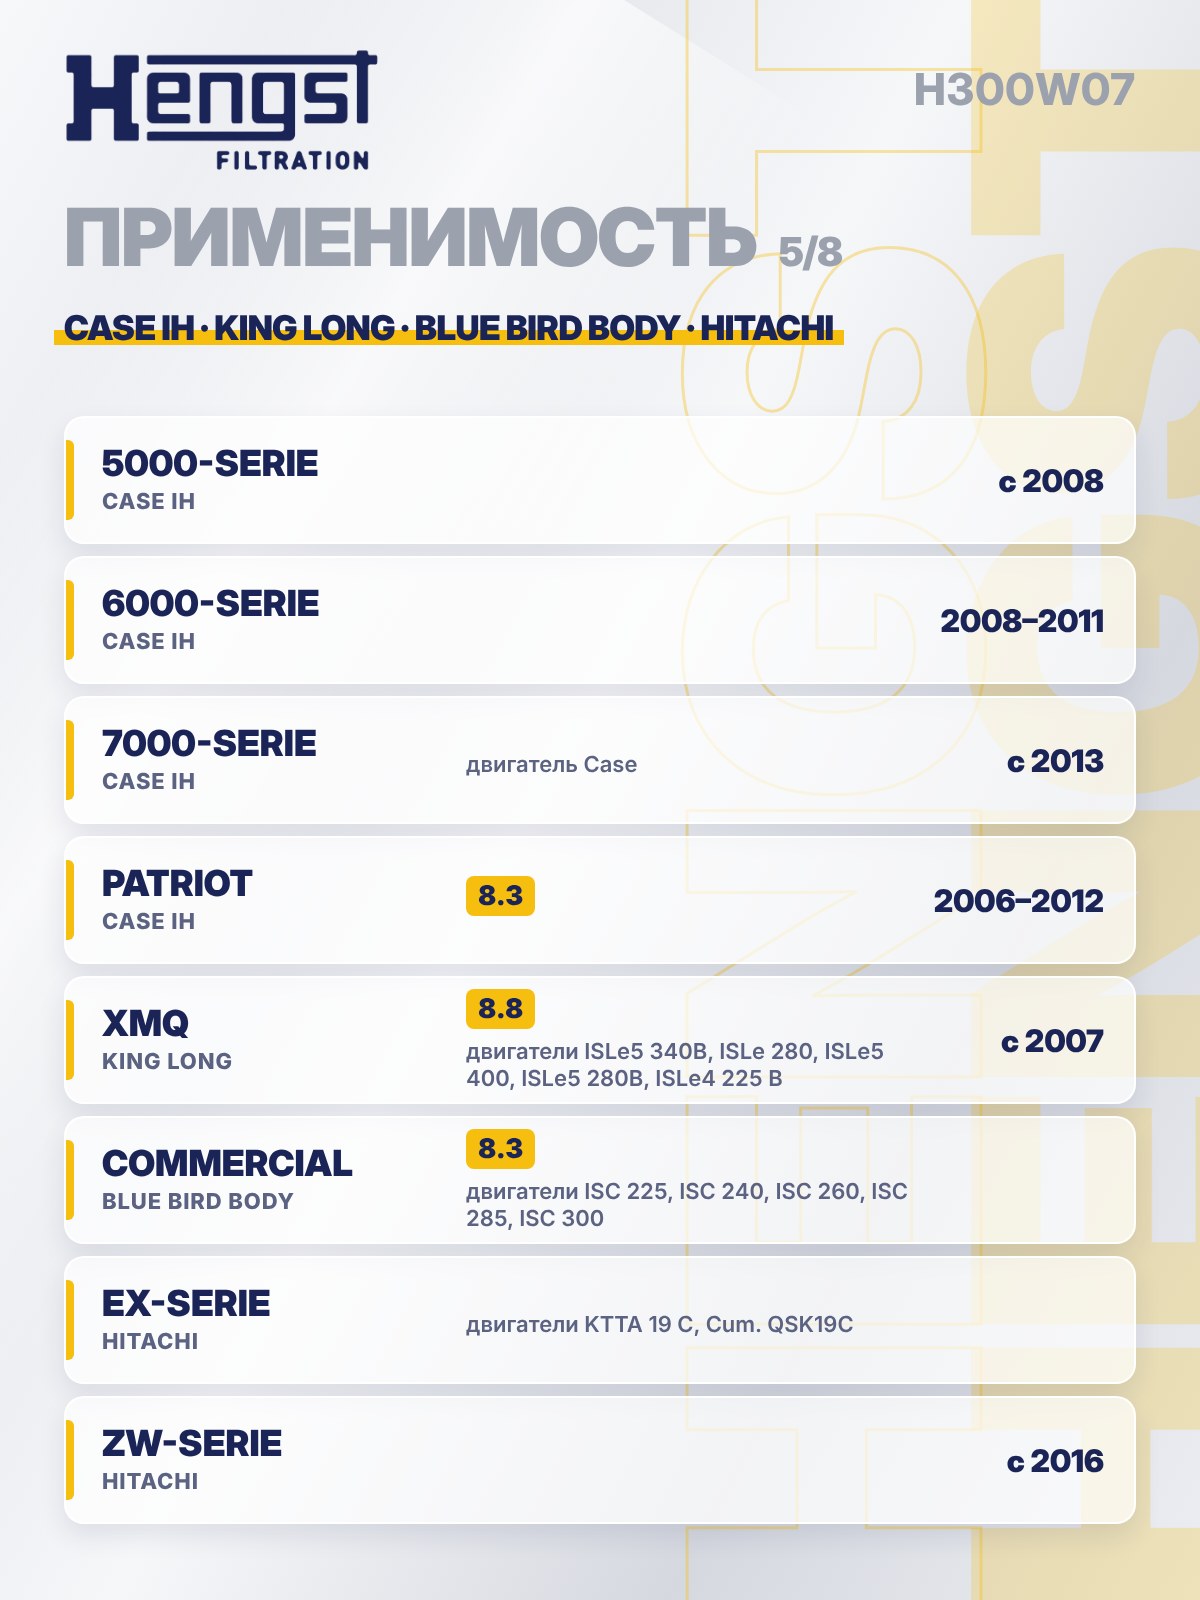 Hengst
FILTRATION
H300W07
ПРИМЕНИМОСТЬ 5/8
CASE IH · KING LONG · BLUE BIRD BODY · HITACHI
5000-SERIE
CASE IH
с 2008
6000-SERIE
CASE IH
2008–2011
7000-SERIE
CASE IH
двигатель Case
с 2013
PATRIOT
CASE IH
8.3
2006–2012
XMQ
KING LONG
8.8
двигатели ISLe5 340B, ISLe 280, ISLe5
400, ISLe5 280B, ISLe4 225 B
с 2007
COMMERCIAL
BLUE BIRD BODY
8.3
двигатели ISC 225, ISC 240, ISC 260, ISC
285, ISC 300
EX-SERIE
HITACHI
двигатели KTTA 19 C, Cum. QSK19C
ZW-SERIE
HITACHI
с 2016
HENGST
HENGST